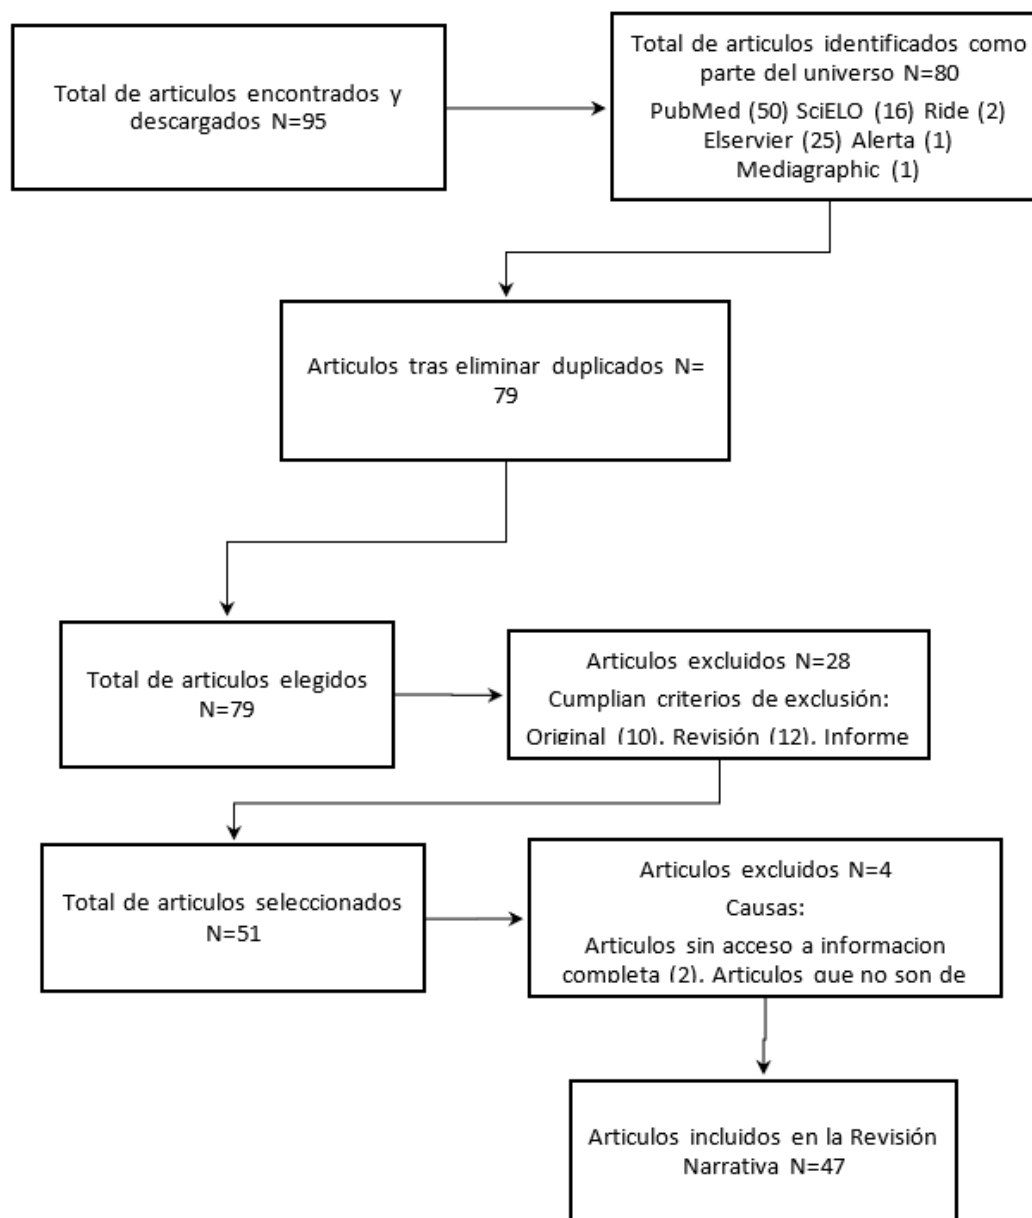 Total de articulos encontrados y
descargados N=95
Total de articulos identificados como
parte del universo N=80
PubMed (50) SciELO (16) Ride (2)
Elservier (25) Alerta (1)
Mediagraphic (1)
Articulos tras eliminar duplicados N=
79
Total de articulos elegidos
N=79
Articulos excluidos N=28
Cumplian criterios de exclusión:
Original (10). Revisión (12). Informe
Total de articulos seleccionados
N=51
Articulos excluidos N=4
Causas:
Articulos sin acceso a informacion
completa (2). Articulos que no son de
Articulos incluidos en la Revisión
Narrativa N=47